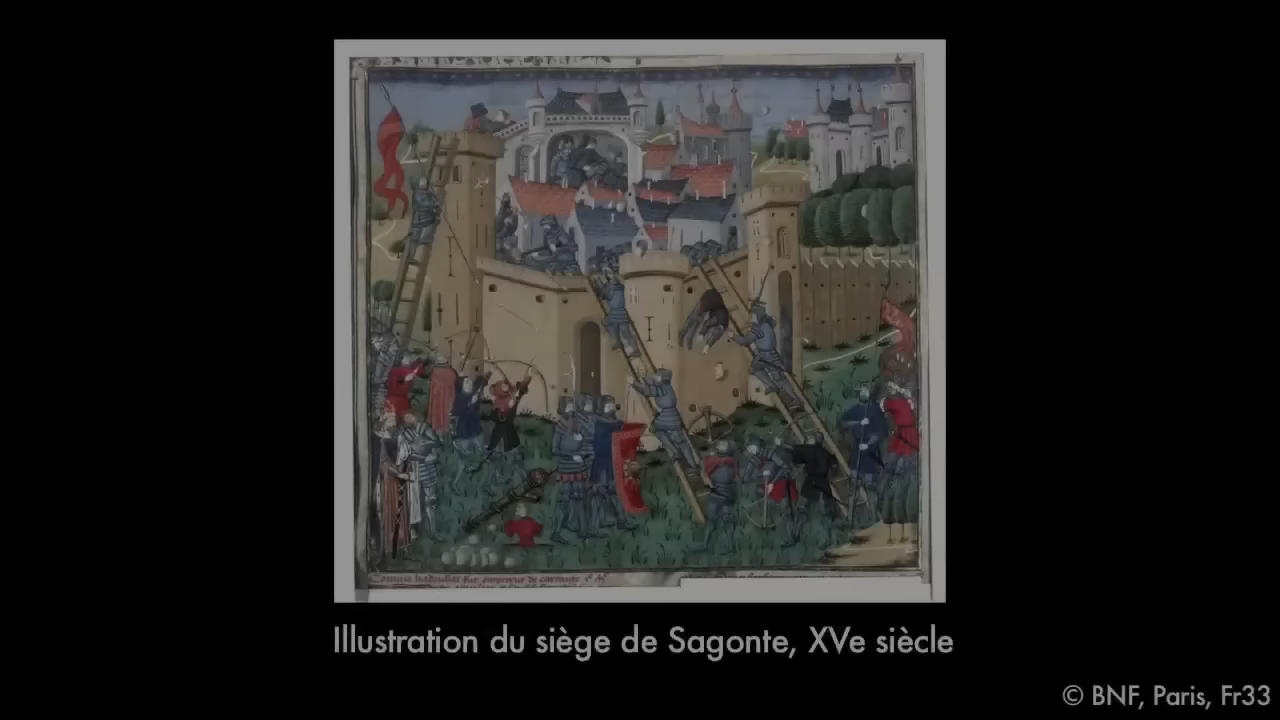 Illustration du siège de Sagonte, XVe siècle
© BNF, Paris, Fr33